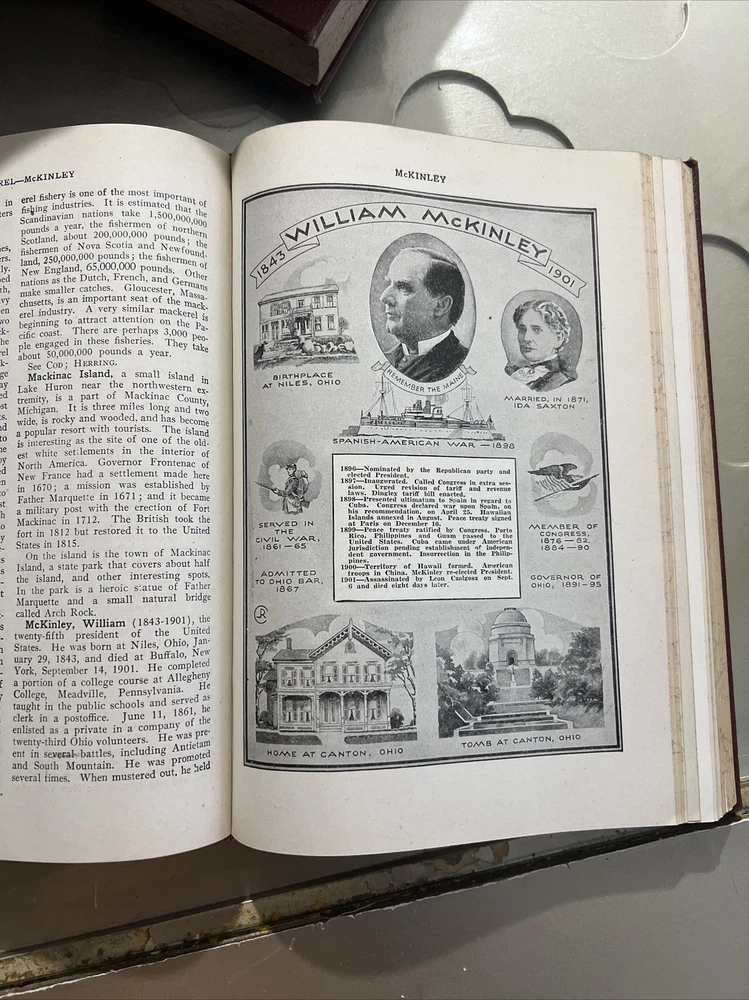 REL—McKINLEY
erel fishery is one of the most important of
fishing industries. It is estimated that the
Scandinavian nations take 1,500,000,000
pounds a year, the fishermen of northern
Scotland, about 200,000,000 pounds; the
fishermen of Nova Scotia and Newfound-
land, 250,000,000 pounds; the fishermen of
New England, 65,000,000 pounds. Other
nations as the Dutch, French, and Germans
make smaller catches. Gloucester, Massa-
chusetts, is an important seat of the mack-
erel industry. A very similar mackerel is
beginning to attract attention on the Pa-
cific coast. There are perhaps 3,000 peo-
ple engaged in these fisheries. They take
about 50,000,000 pounds a year.
See COD; HERRING.
Mackinac Island, a small island in
Lake Huron near the northwestern ex-
tremity, is a part of Mackinac County,
Michigan. It is three miles long and two
wide, is rocky and wooded, and has become
a popular resort with tourists. The island
is interesting as the site of one of the old-
est white settlements in the interior of
North America. Governor Frontenac of
New France had a settlement made here
in 1670; a mission was established by
Father Marquette in 1671; and it became
a military post with the erection of Fort
Mackinac in 1712. The British took the
fort in 1812 but restored it to the United
States in 1815.
On the island is the town of Mackinac
Island, a state park that covers about half
the island, and other interesting spots.
In the park is a heroic statue of Father
Marquette and a small natural bridge
called Arch Rock.
McKinley, William (1843-1901), the
twenty-fifth president of the United
States. He was born at Niles, Ohio, Jan-
uary 29, 1843, and died at Buffalo, New
York, September 14, 1901. He completed
a portion of a college course at Allegheny
College, Meadville, Pennsylvania. He
taught in the public schools and served as
clerk in a postoffice. June 11, 1861, he
enlisted as a private in a company of the
twenty-third Ohio volunteers. He was pre-
ent in several battles, including Antietam
and South Mountain. He was promoted
several times. When mustered out, he held
McKINLEY
WILLIAM McKINLEY
1843
1901
BIRTHPLACE
AT NILES, OHIO
REMEMBER THE MAINE
MARRIED, IN 1871,
IDA SAXTON
SPANISH-AMERICAN WAR — 1898
SERVED IN
THE
CIVIL WAR,
1861—65
ADMITTED
TO OHIO BAR,
1867
1896—Nominated by the Republican party and
elected President.
1897—Inaugurated. Called Congress in extra ses-
sion. Urged revision of tariff and revenue
laws. Dingley tariff bill enacted.
1898—Presented ultimatum to Spain in regard to
Cuba. Congress declared war upon Spain, on
his recommendation, on April 25. Hawaiian
Islands annexed in August. Peace treaty signed
at Paris on December 10.
1899—Peace treaty ratified by Congress. Porto
Rico, Philippines and Guam passed to the
United States. Cuba came under American
jurisdiction pending establishment of indepen-
dent government. Insurrection in the Philip-
pines.
1900—Territory of Hawaii formed. American
troops in China. McKinley re-elected President.
1901—Assassinated by Leon Czolgosz on Sept.
6 and died eight days later.
MEMBER OF
CONGRESS,
1876—82
1884—90
GOVERNOR OF
OHIO, 1891-95
HOME AT CANTON, OHIO
TOMB AT CANTON, OHIO